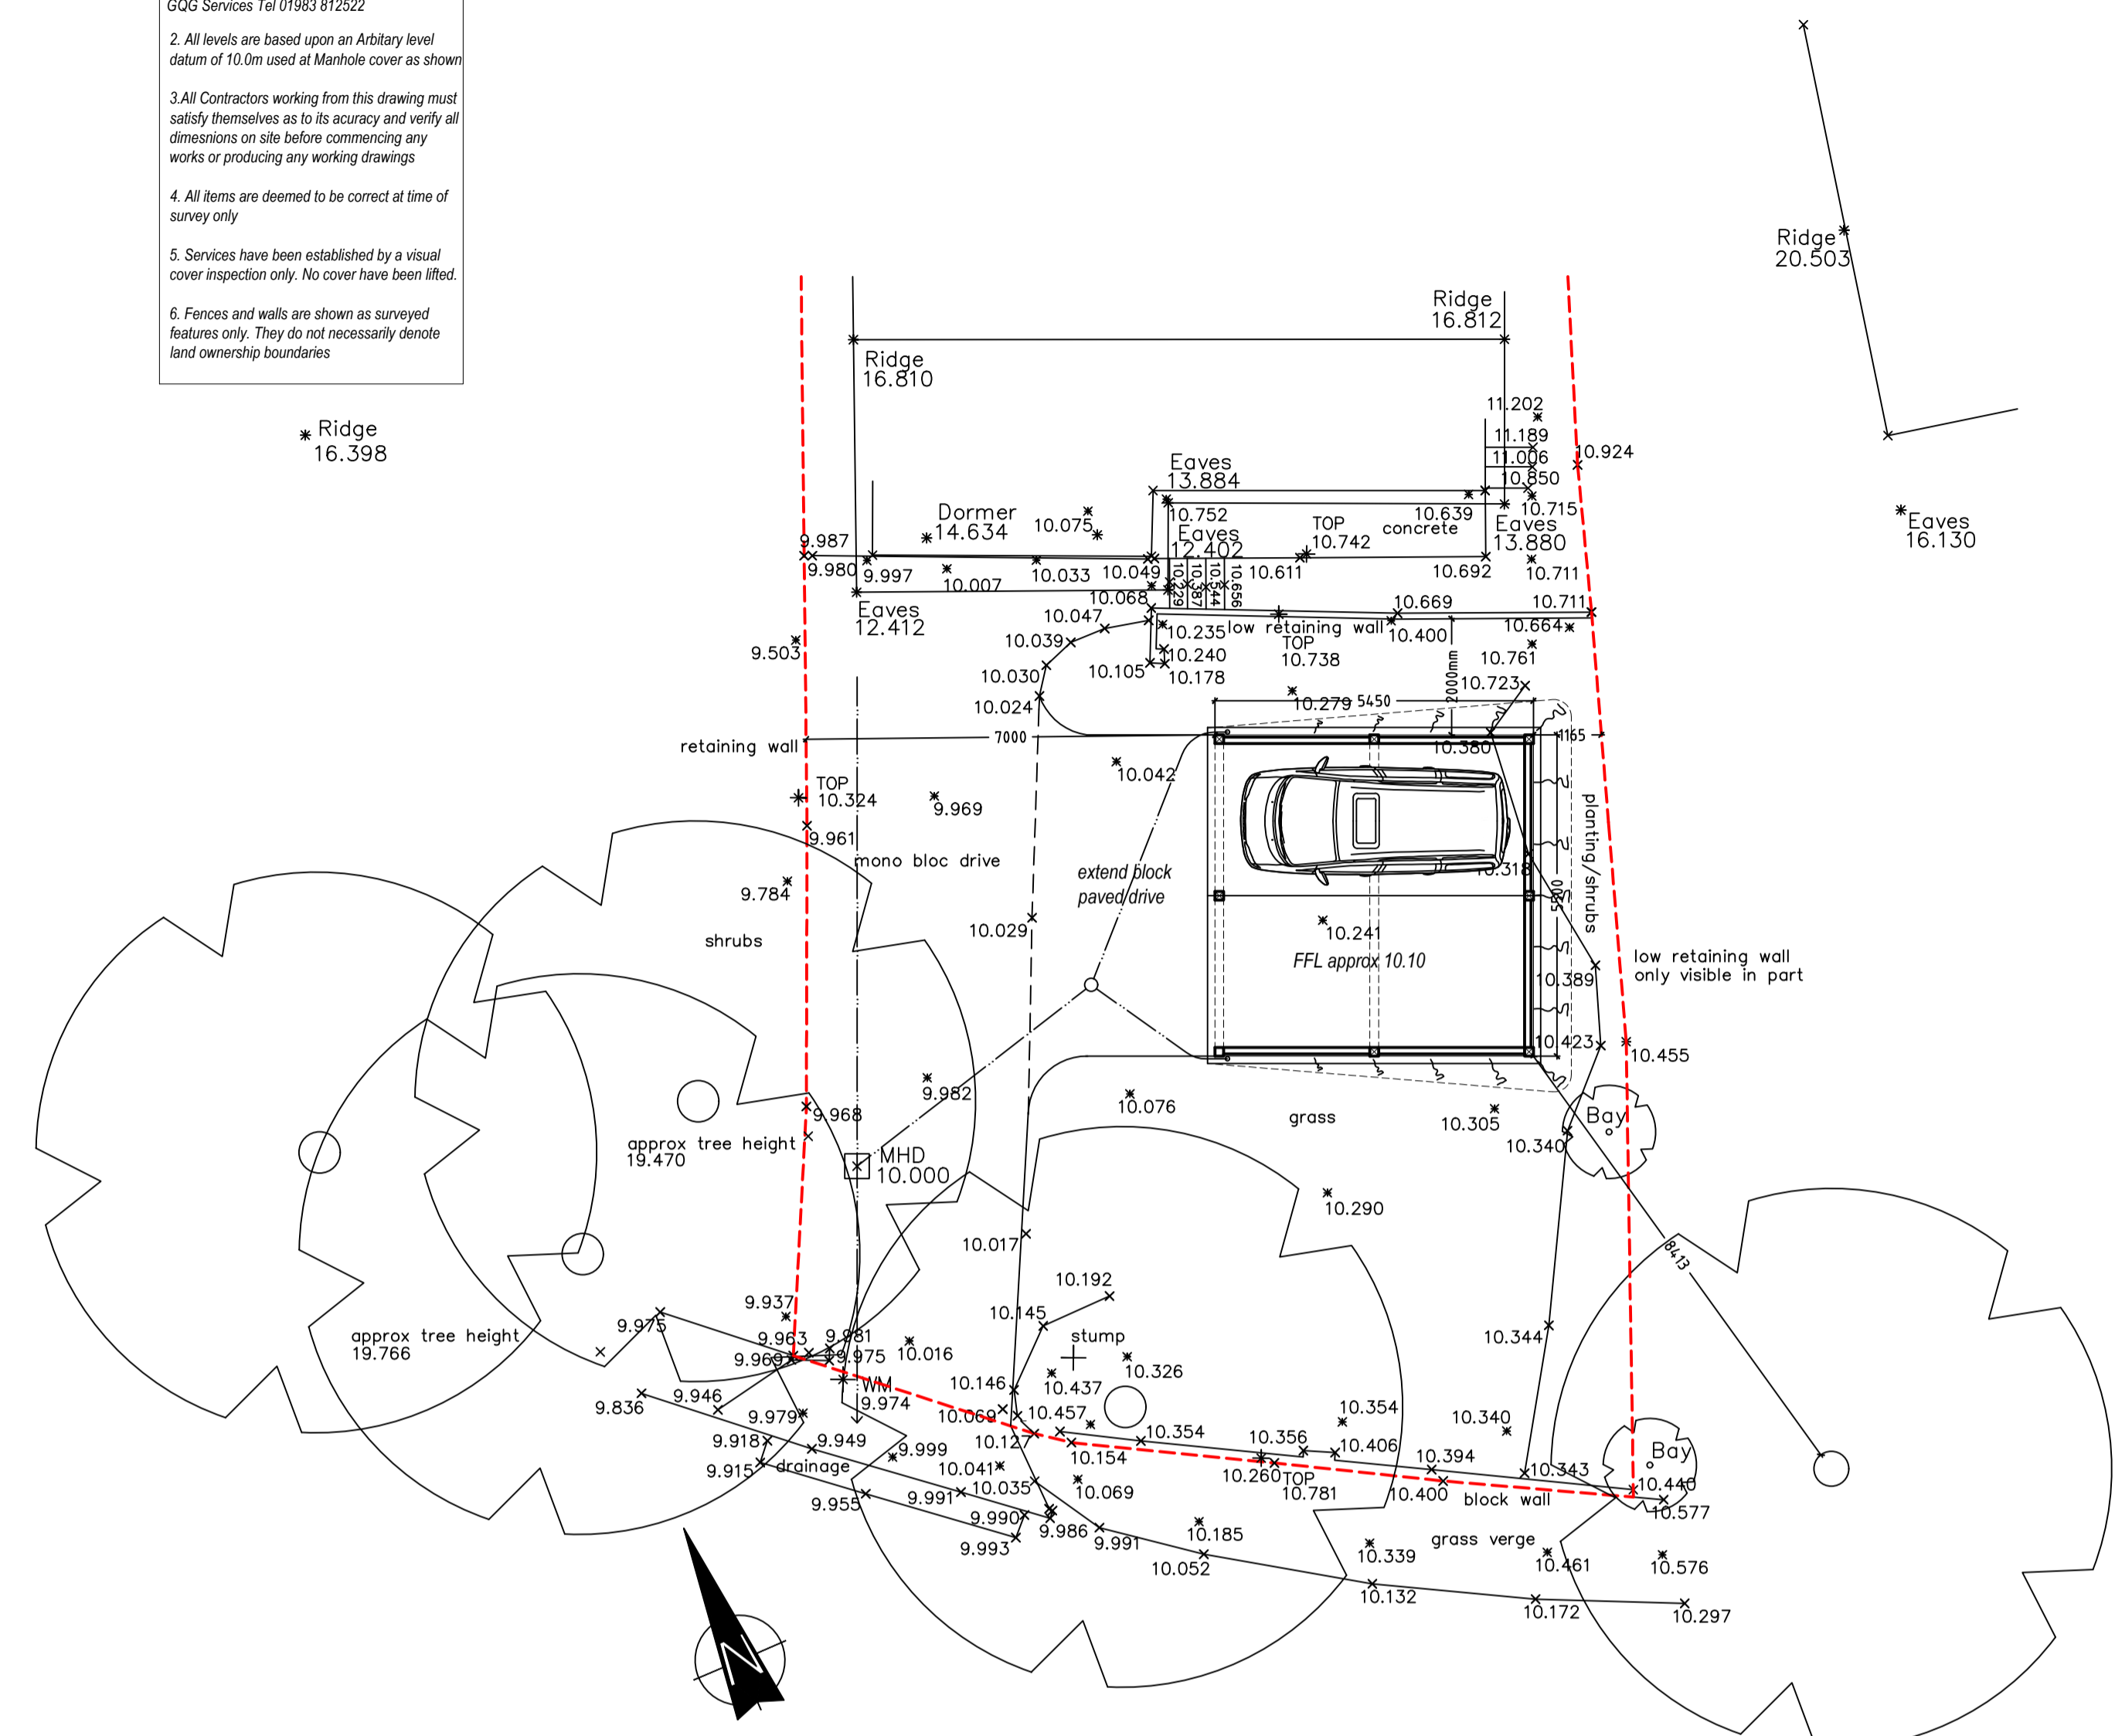 GQG Services Tel 01983 812522
2. All levels are based upon an Arbitary level
datum of 10.0m used at Manhole cover as shown
3.All Contractors working from this drawing must
satisfy themselves as to its acuracy and verify all
dimesnions on site before commencing any
works or producing any working drawings
4. All items are deemed to be correct at time of
survey only
5. Services have been established by a visual
cover inspection only. No cover have been lifted.
6. Fences and walls are shown as surveyed
features only. They do not necessarily denote
land ownership boundaries
Ridge
16.398
Ridge
20.503
Ridge
16.812
Ridge
16.810
11.202
11.189
11.006
10.850
10.924
10.715
Eaves
13.884
10.752
10.639
Eaves
16.130
Dormer
14.634
10.075
Eaves
12.402
TOP
10.742
concrete
Eaves
13.880
9.987
9.980
9.997
10.007
10.033
10.049
10.611
10.692
10.711
10.229
10.387
10.544
10.656
10.068
Eaves
12.412
10.047
10.669
10.711
10.039
10.235
low retaining wall
10.400
10.664
9.503
10.240
TOP
10.738
10.761
10.030
10.105
10.178
2000mm
10.723
10.024
10.279
5450
retaining wall
7000
10.380
1165
10.042
TOP
10.324
9.969
9.961
mono bloc drive
planting/shrubs
extend block
paved drive
10.318
9.784
5500
10.029
10.241
shrubs
FFL approx 10.10
low retaining wall
only visible in part
10.389
10.423
10.455
9.982
10.076
9.968
grass
10.305
Bay
approx tree height
19.470
10.340
MHD
10.000
10.290
10.017
8413
10.192
9.937
10.145
9.975
approx tree height
19.766
9.963
9.981
stump
10.344
9.969
9.975
10.016
10.326
10.437
WM
9.974
10.146
9.836
9.946
9.979
10.069
10.457
10.354
10.354
10.340
9.918
9.949
10.127
10.356
10.406
9.999
10.154
10.394
Bay
9.915
drainage
10.041
10.260
TOP
10.781
10.343
10.035
10.069
10.400
block wall
10.440
10.577
9.955
9.991
9.990
9.986
10.185
9.993
9.991
grass verge
10.339
10.461
10.576
10.052
10.132
10.172
10.297
N